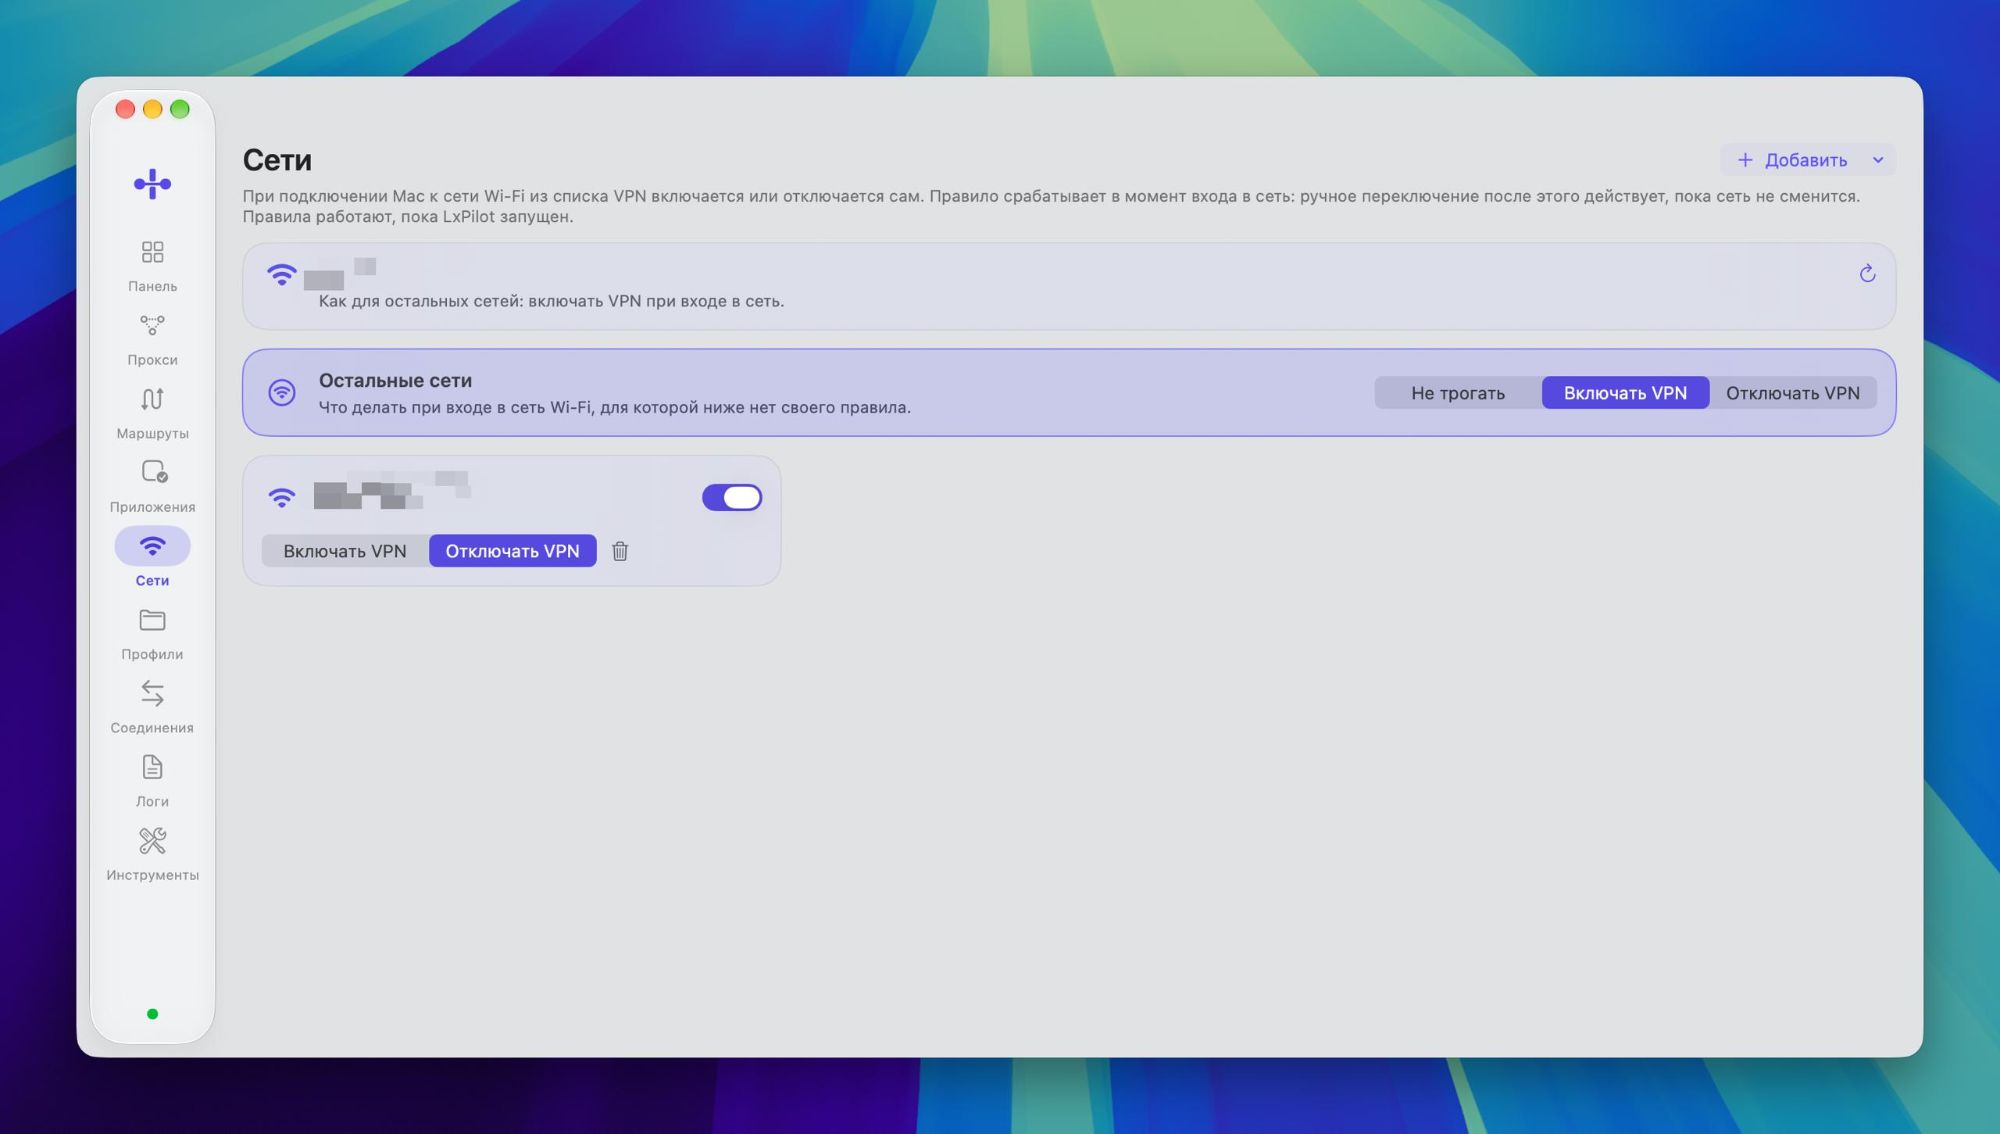 Сети
+ Добавить
При подключении Mac к сети Wi-Fi из списка VPN включается или отключается сам. Правило срабатывает в момент входа в сеть: ручное переключение после этого действует, пока сеть не сменится.
Правила работают, пока LxPilot запущен.
Как для остальных сетей: включать VPN при входе в сеть.
Остальные сети
Что делать при входе в сеть Wi-Fi, для которой ниже нет своего правила.
Не трогать
Включать VPN
Отключать VPN
Включать VPN
Отключать VPN
Панель
Прокси
Маршруты
Приложения
Сети
Профили
Соединения
Логи
Инструменты